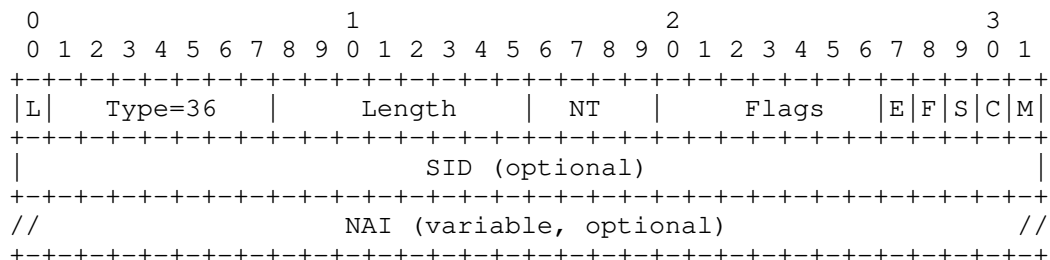 0                   1                   2                   3
0 1 2 3 4 5 6 7 8 9 0 1 2 3 4 5 6 7 8 9 0 1 2 3 4 5 6 7 8 9 0 1
+-+-+-+-+-+-+-+-+-+-+-+-+-+-+-+-+-+-+-+-+-+-+-+-+-+-+-+-+-+-+-+-+
|L|   Type=36   |     Length    |  NT   |     Flags     |E|F|S|C|M|
+-+-+-+-+-+-+-+-+-+-+-+-+-+-+-+-+-+-+-+-+-+-+-+-+-+-+-+-+-+-+-+-+
|                         SID (optional)                        |
+-+-+-+-+-+-+-+-+-+-+-+-+-+-+-+-+-+-+-+-+-+-+-+-+-+-+-+-+-+-+-+-+
//                   NAI (variable, optional)                  //
+-+-+-+-+-+-+-+-+-+-+-+-+-+-+-+-+-+-+-+-+-+-+-+-+-+-+-+-+-+-+-+-+